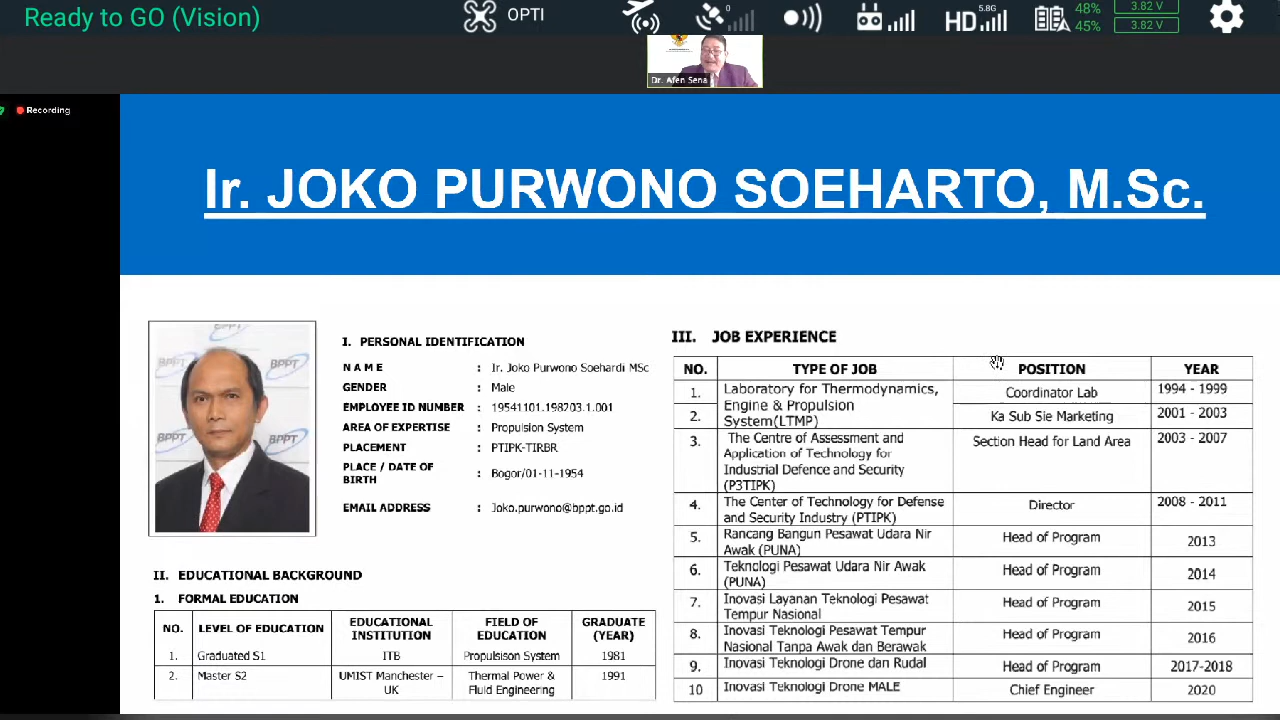 Ready to GO (Vision)
OPTI
0
HD 5.8G
48%
45%
3.82 V
3.82 V
Dr. Afen Sena
Recording
Ir. JOKO PURWONO SOEHARTO, M.Sc.
BPPT
BPPT
BPPT
BPPT
I. PERSONAL IDENTIFICATION
N A M E : Ir. Joko Purwono Soehardi MSc
GENDER : Male
EMPLOYEE ID NUMBER : 19541101.198203.1.001
AREA OF EXPERTISE : Propulsion System
PLACEMENT : PTIPK-TIRBR
PLACE / DATE OF
BIRTH : Bogor/01-11-1954
EMAIL ADDRESS : Joko.purwono@bppt.go.id
II. EDUCATIONAL BACKGROUND
1. FORMAL EDUCATION
NO. LEVEL OF EDUCATION EDUCATIONAL INSTITUTION FIELD OF EDUCATION GRADUATE (YEAR)
1. Graduated S1 ITB Propulsison System 1981
2. Master S2 UMIST Manchester – UK Thermal Power & Fluid Engineering 1991
III. JOB EXPERIENCE
NO. TYPE OF JOB POSITION YEAR
1. Laboratory for Thermodynamics, Coordinator Lab 1994 - 1999
2. Engine & Propulsion Ka Sub Sie Marketing 2001 - 2003
System(LTMP)
3. The Centre of Assessment and Section Head for Land Area 2003 - 2007
Application of Technology for
Industrial Defence and Security
(P3TIPK)
4. The Center of Technology for Defense Director 2008 - 2011
and Security Industry (PTIPK)
5. Rancang Bangun Pesawat Udara Nir Head of Program 2013
Awak (PUNA)
6. Teknologi Pesawat Udara Nir Awak Head of Program 2014
(PUNA)
7. Inovasi Layanan Teknologi Pesawat Head of Program 2015
Tempur Nasional
8. Inovasi Teknologi Pesawat Tempur Head of Program 2016
Nasional Tanpa Awak dan Berawak
9. Inovasi Teknologi Drone dan Rudal Head of Program 2017-2018
10 Inovasi Teknologi Drone MALE Chief Engineer 2020